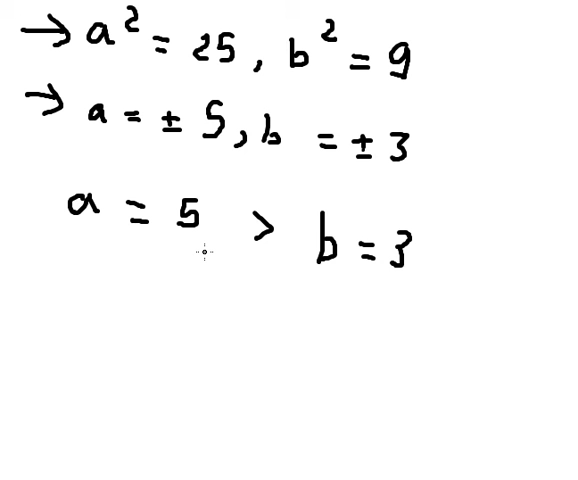 → a² = 25, b² = 9
→ a = ± 5, b = ± 3
a = 5 > b = 3